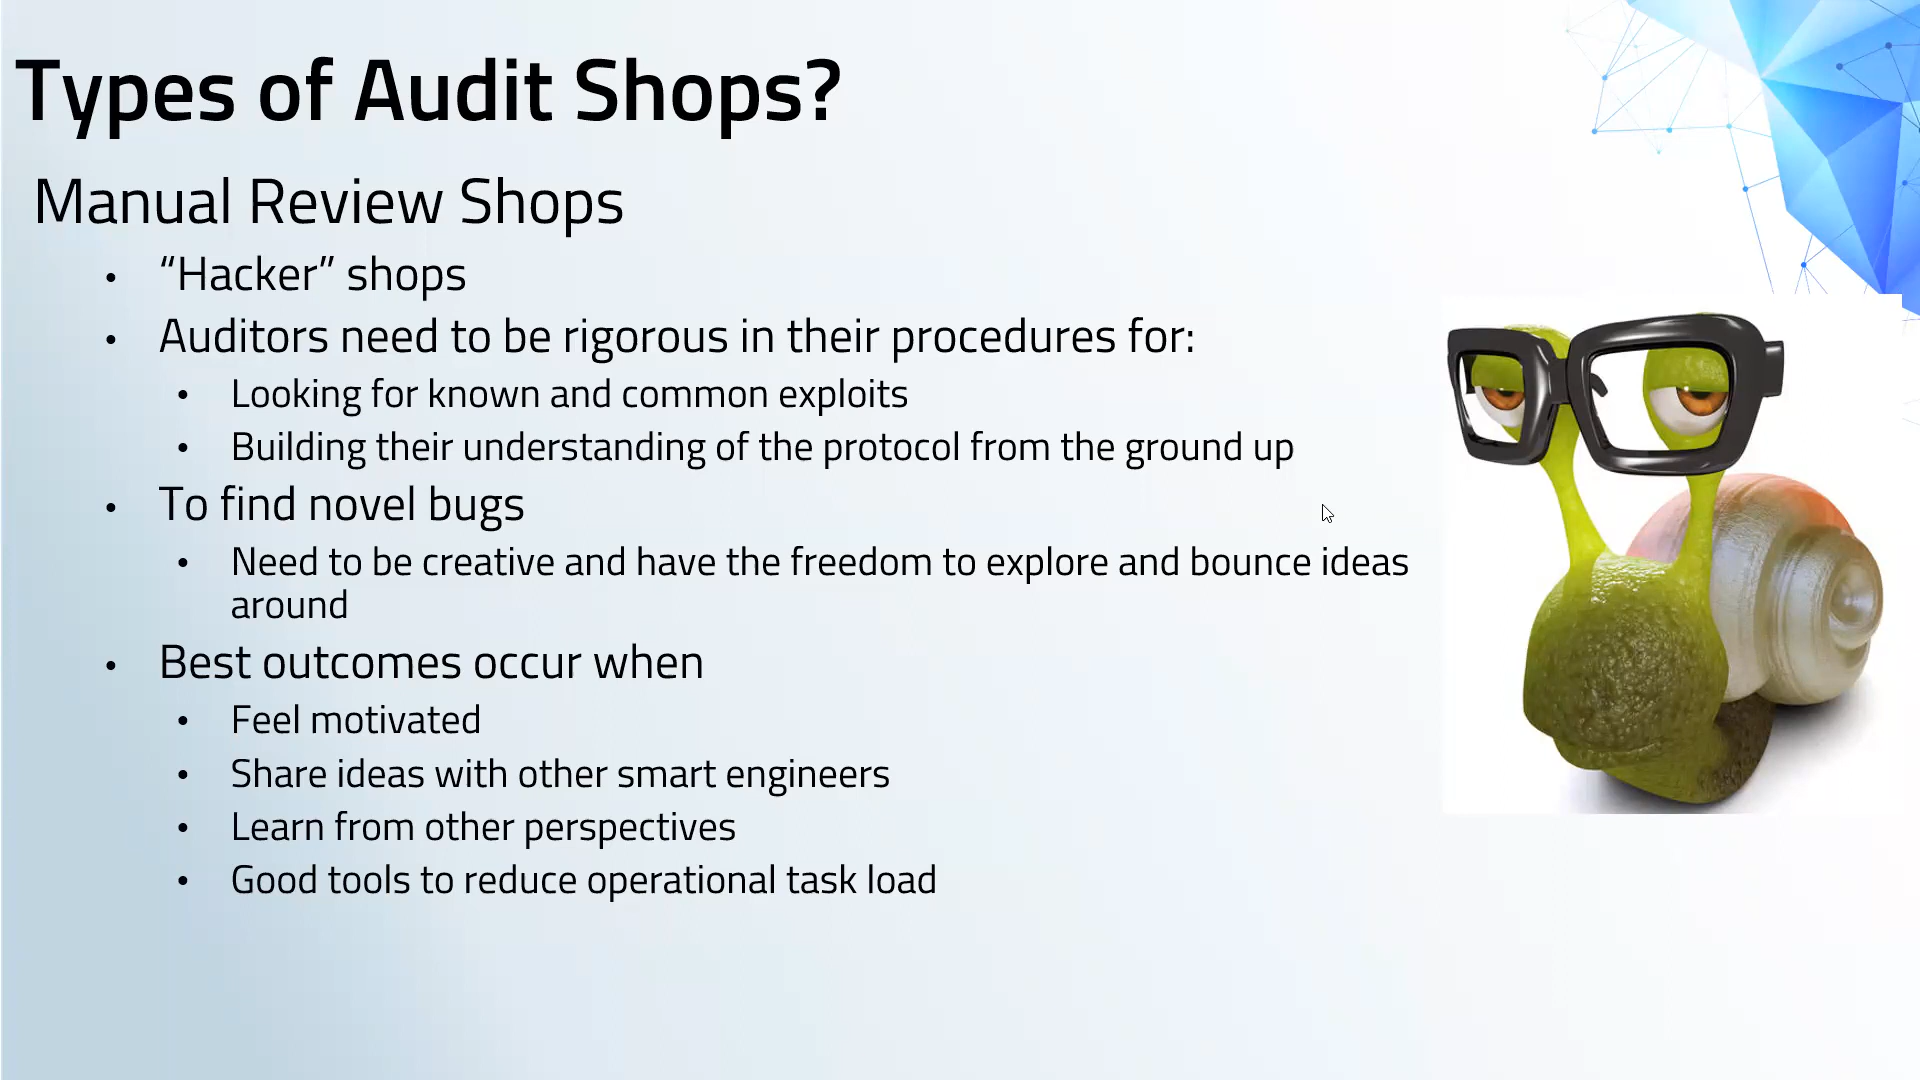 Types of Audit Shops?
Manual Review Shops
• “Hacker” shops
• Auditors need to be rigorous in their procedures for:
• Looking for known and common exploits
• Building their understanding of the protocol from the ground up
• To find novel bugs
• Need to be creative and have the freedom to explore and bounce ideas
around
• Best outcomes occur when
• Feel motivated
• Share ideas with other smart engineers
• Learn from other perspectives
• Good tools to reduce operational task load